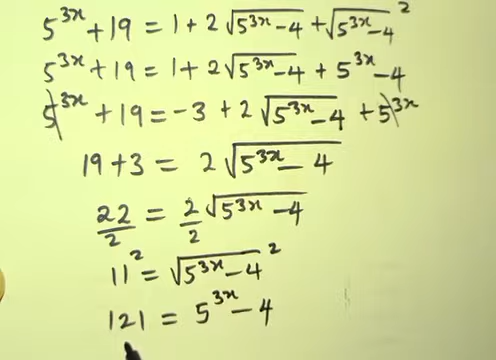 5^{3x} + 19 = 1 + 2√(5^{3x} - 4) + √(5^{3x} - 4)^2
5^{3x} + 19 = 1 + 2√(5^{3x} - 4) + 5^{3x} - 4
5^{3x} + 19 = -3 + 2√(5^{3x} - 4) + 5^{3x}
19 + 3 = 2√(5^{3x} - 4)
22/2 = 2/2 √(5^{3x} - 4)
11^2 = √(5^{3x} - 4)^2
121 = 5^{3x} - 4